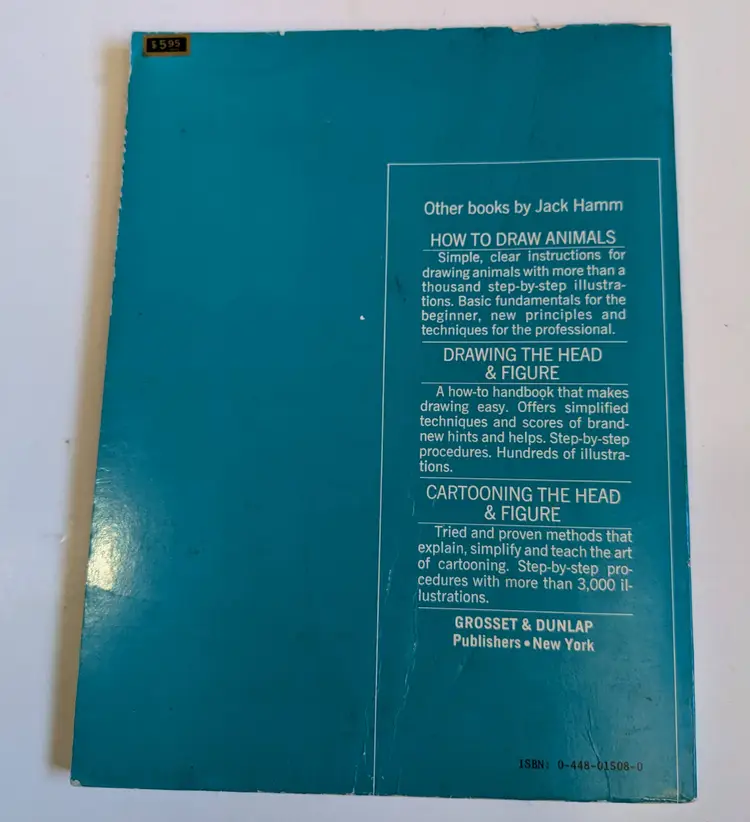 $ 5.95
Other books by Jack Hamm
HOW TO DRAW ANIMALS
Simple, clear instructions for
drawing animals with more than a
thousand step-by-step illustra-
tions. Basic fundamentals for the
beginner, new principles and
techniques for the professional.
DRAWING THE HEAD
& FIGURE
A how-to handbook that makes
drawing easy. Offers simplified
techniques and scores of brand-
new hints and helps. Step-by-step
procedures. Hundreds of illustra-
tions.
CARTOONING THE HEAD
& FIGURE
Tried and proven methods that
explain, simplify and teach the art
of cartooning. Step-by-step pro-
cedures with more than 3,000 il-
lustrations.
GROSSET & DUNLAP
Publishers • New York
ISBN: 0-448-01508-0